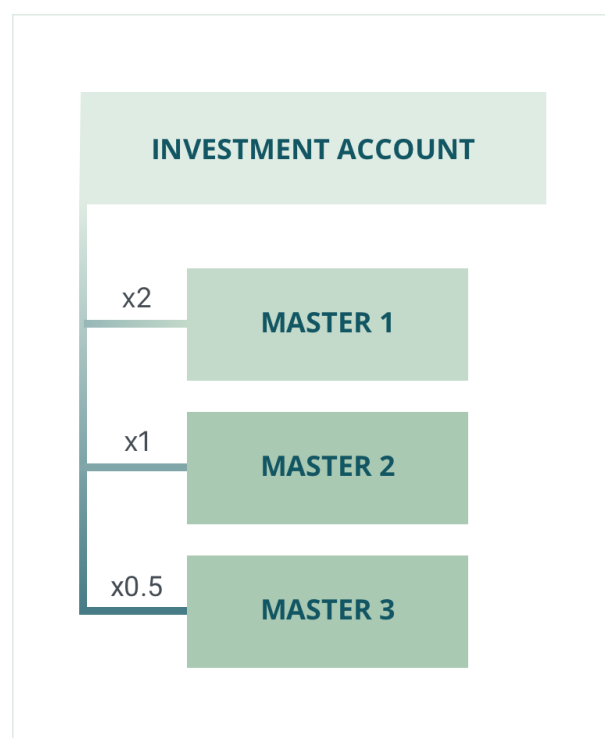 INVESTMENT ACCOUNT
x2
MASTER 1
x1
MASTER 2
x0.5
MASTER 3